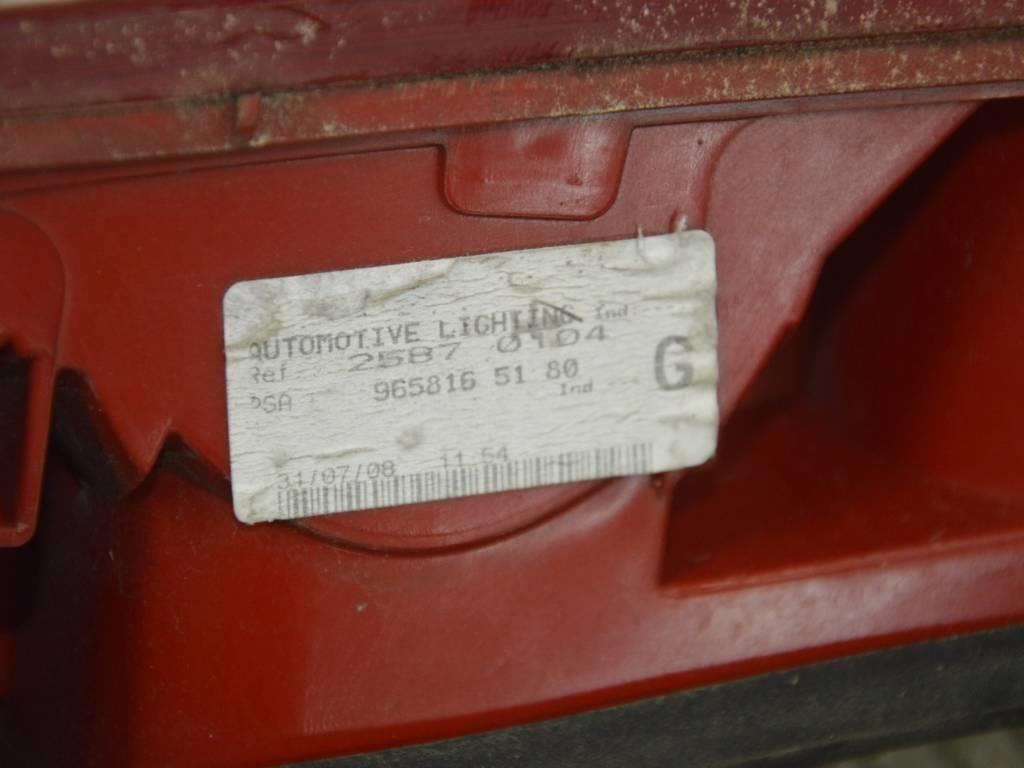 AUTOMOTIVE LIGHTING Ind
Ref 2587 0104
PSA 965816 51 80
Ind
G
31/07/08 11 54